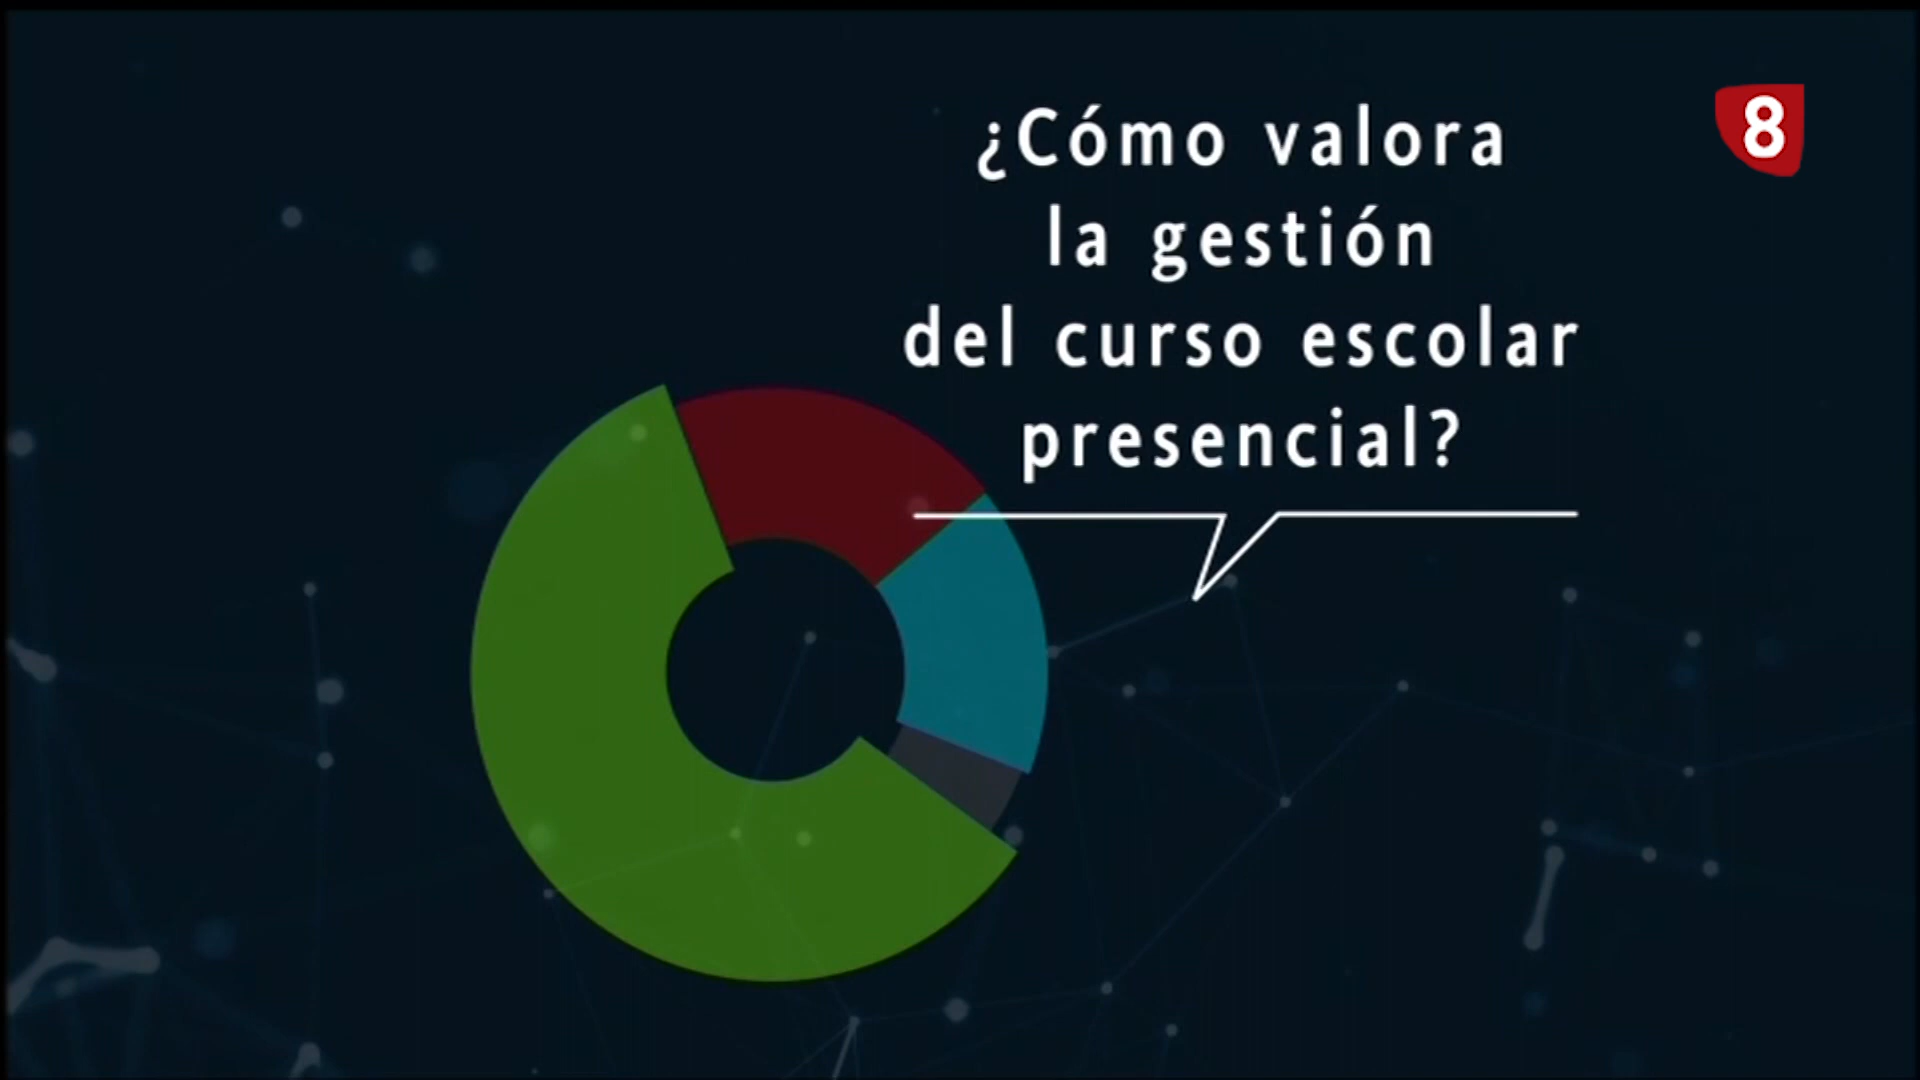 ¿Cómo valora
la gestión
del curso escolar
presencial?
8